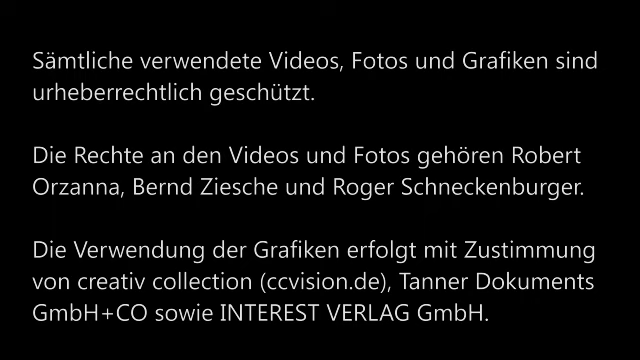 Sämtliche verwendete Videos, Fotos und Grafiken sind
urheberrechtlich geschützt.
Die Rechte an den Videos und Fotos gehören Robert
Orzanna, Bernd Ziesche und Roger Schneckenburger.
Die Verwendung der Grafiken erfolgt mit Zustimmung
von creativ collection (ccvision.de), Tanner Dokuments
GmbH+CO sowie INTEREST VERLAG GmbH.